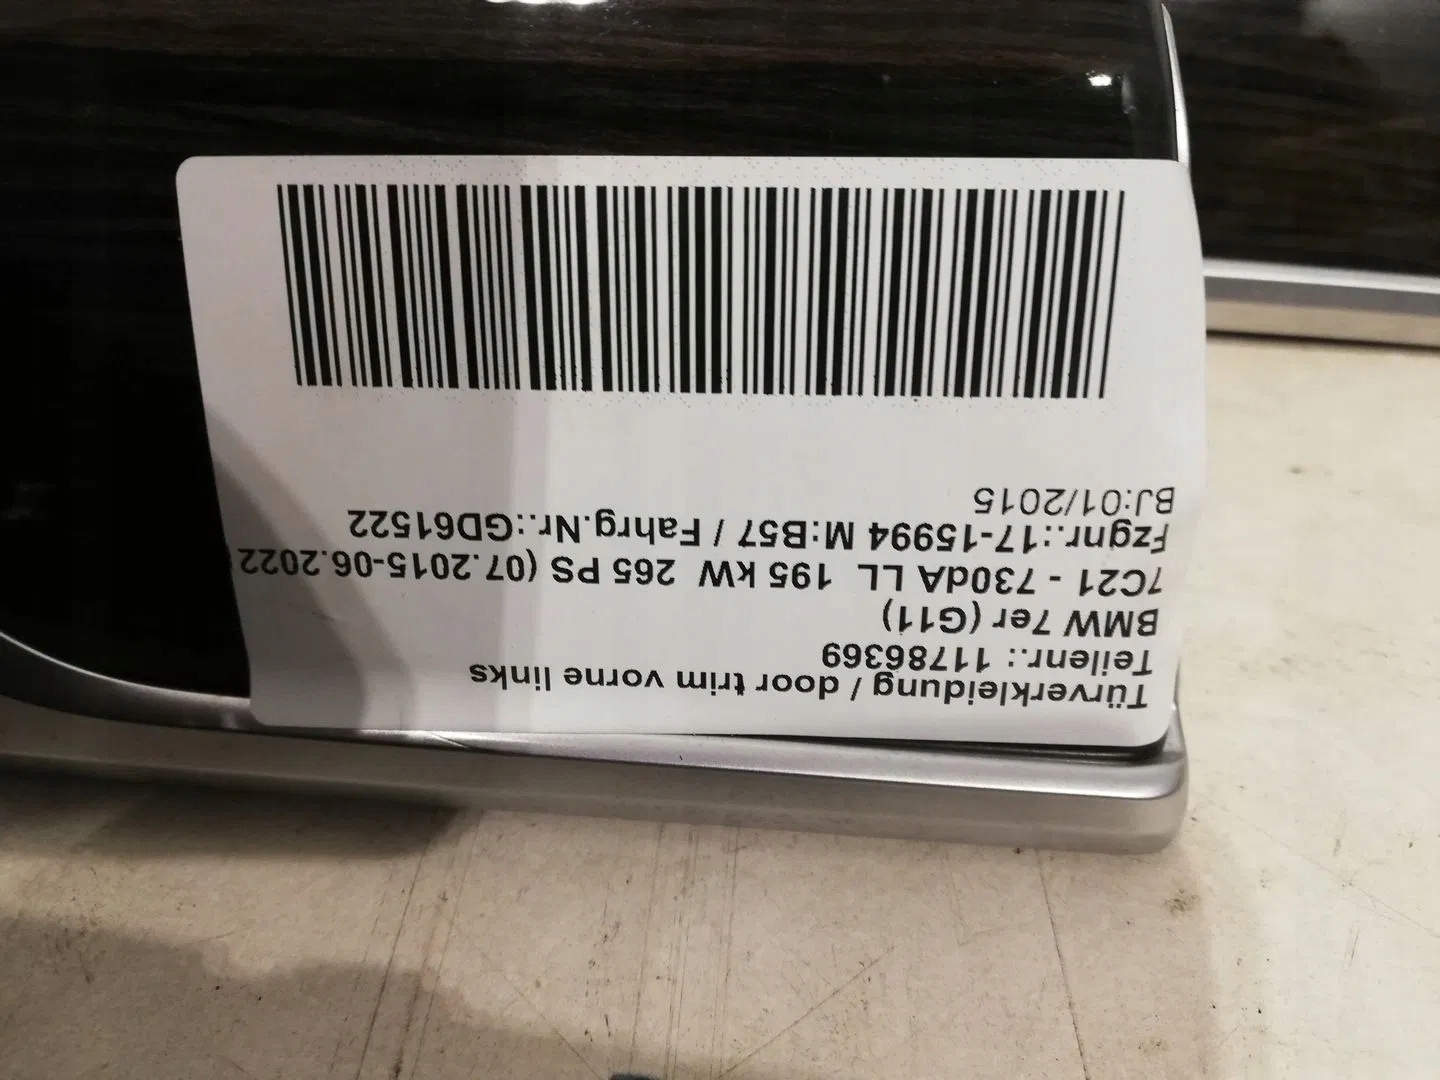 Türverkleidung / door trim vorne links
Teilenr.: 11786369
BMW 7er (G11)
7C21 - 730dA LL 195 kW 265 PS (07.2015-06.2022
Fzgnr.:17-15994 M:B57 / Fahrg.Nr.:GD61522
BJ:01/2015